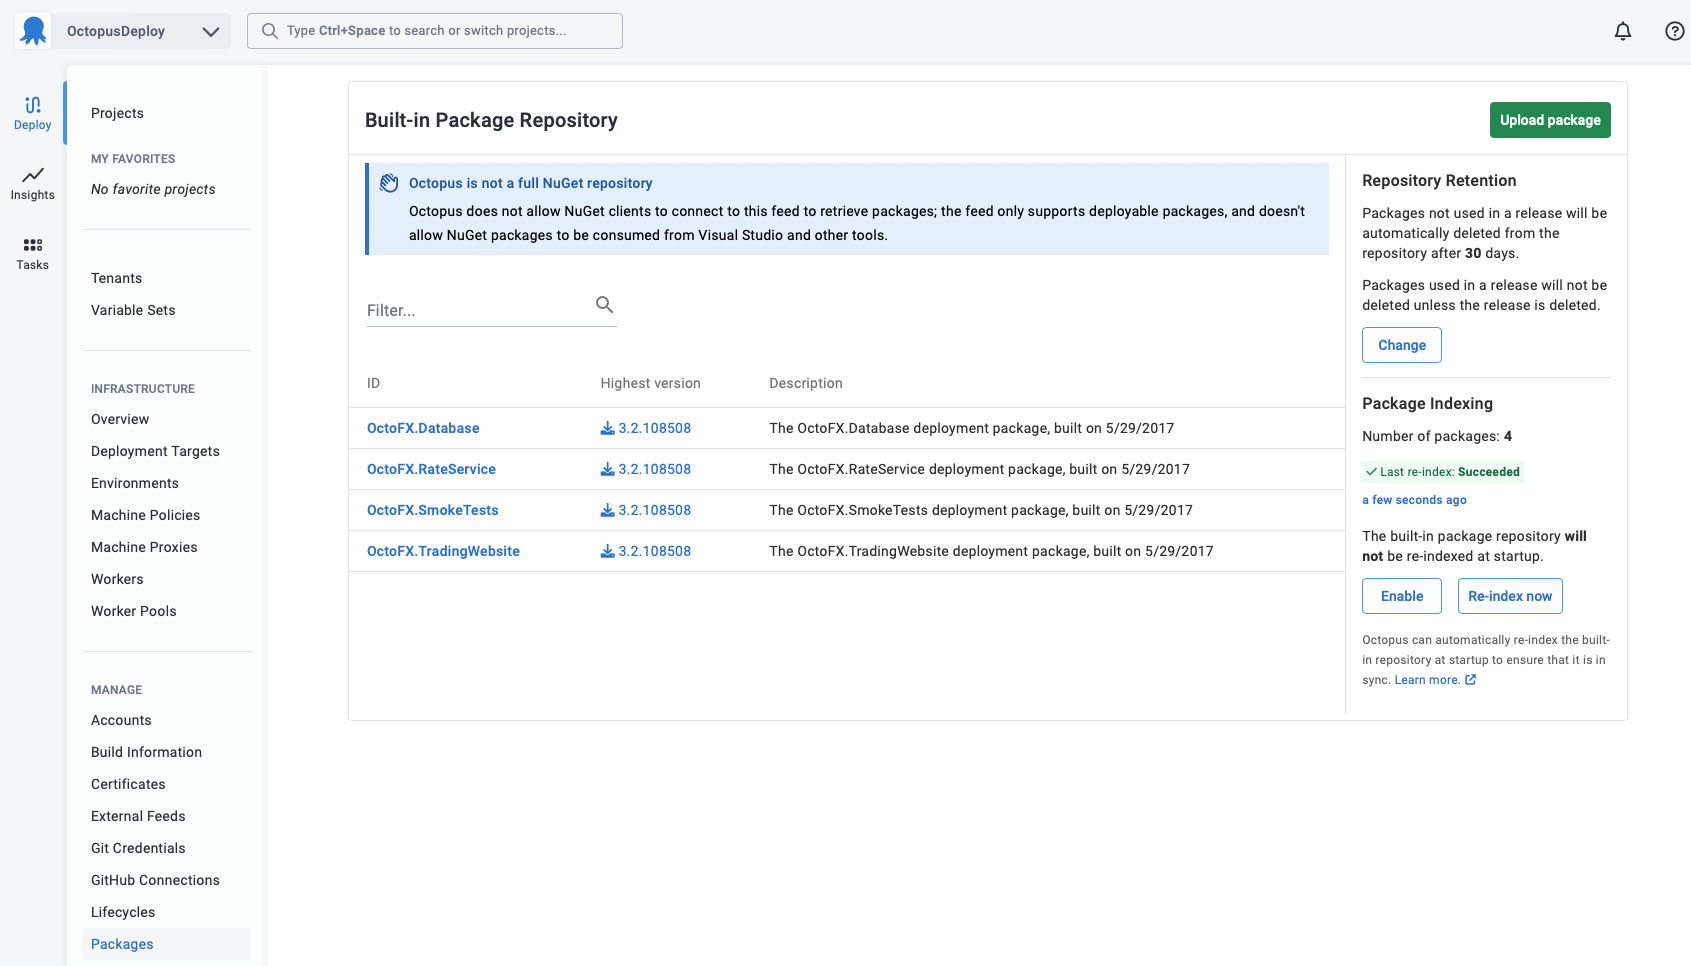 OctopusDeploy
Type Ctrl+Space to search or switch projects...
Deploy
Insights
Tasks
Projects
MY FAVORITES
No favorite projects
Tenants
Variable Sets
INFRASTRUCTURE
Overview
Deployment Targets
Environments
Machine Policies
Machine Proxies
Workers
Worker Pools
MANAGE
Accounts
Build Information
Certificates
External Feeds
Git Credentials
GitHub Connections
Lifecycles
Packages
Built-in Package Repository
Upload package
Octopus is not a full NuGet repository
Octopus does not allow NuGet clients to connect to this feed to retrieve packages; the feed only supports deployable packages, and doesn't
allow NuGet packages to be consumed from Visual Studio and other tools.
Filter...
ID Highest version Description
OctoFX.Database 3.2.108508 The OctoFX.Database deployment package, built on 5/29/2017
OctoFX.RateService 3.2.108508 The OctoFX.RateService deployment package, built on 5/29/2017
OctoFX.SmokeTests 3.2.108508 The OctoFX.SmokeTests deployment package, built on 5/29/2017
OctoFX.TradingWebsite 3.2.108508 The OctoFX.TradingWebsite deployment package, built on 5/29/2017
Repository Retention
Packages not used in a release will be
automatically deleted from the
repository after 30 days.
Packages used in a release will not be
deleted unless the release is deleted.
Change
Package Indexing
Number of packages: 4
Last re-index: Succeeded
a few seconds ago
The built-in package repository will
not be re-indexed at startup.
Enable Re-index now
Octopus can automatically re-index the built-
in repository at startup to ensure that it is in
sync. Learn more.